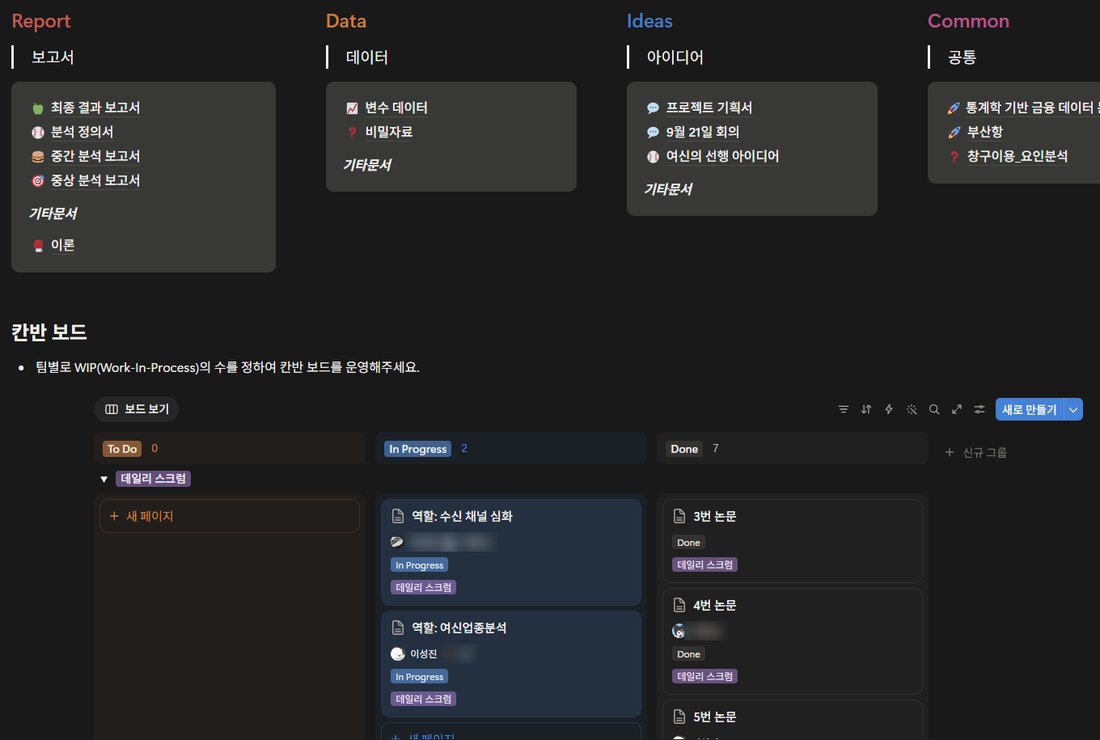 Report
보고서
최종 결과 보고서
분석 정의서
중간 분석 보고서
중상 분석 보고서
기타문서
이론
Data
데이터
변수 데이터
비밀자료
기타문서
Ideas
아이디어
프로젝트 기획서
9월 21일 회의
여신의 선행 아이디어
기타문서
Common
공통
통계학 기반 금융 데이터
부산항
창구이용_요인분석
칸반 보드
• 팀별로 WIP(Work-In-Process)의 수를 정하여 칸반 보드를 운영해주세요.
보드 보기
새로 만들기
To Do 0
In Progress 2
Done 7
+ 신규 그룹
데일리 스크럼
+ 새 페이지
역할: 수신 채널 심화
In Progress
데일리 스크럼
역할: 여신업종분석
이성진
In Progress
데일리 스크럼
+ 새 페이지
3번 논문
Done
데일리 스크럼
4번 논문
Done
데일리 스크럼
5번 논문